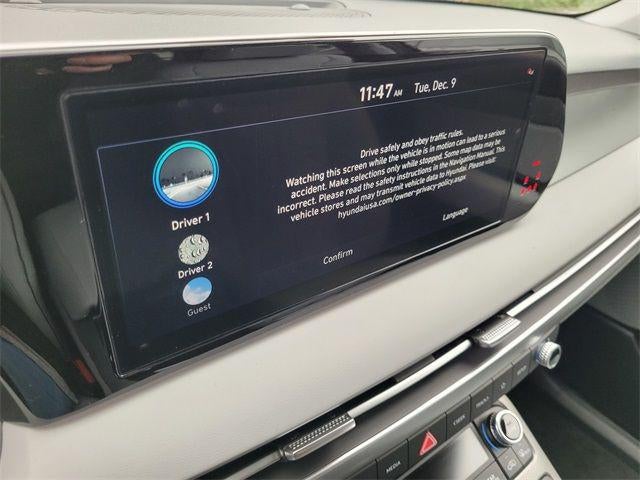 11:47 AM Tue, Dec. 9
Drive safely and obey traffic rules.
Watching this screen while the vehicle is in motion can lead to a serious
accident. Make selections only while stopped. Some map data may be
incorrect. Please read the safety instructions in the Navigation Manual. This
vehicle stores and may transmit vehicle data to Hyundai. Please visit:
hyundaiusa.com/owner-privacy-policy.aspx
Language
Driver 1
Driver 2
Confirm
Guest
MEDIA
SEEK
TRACK